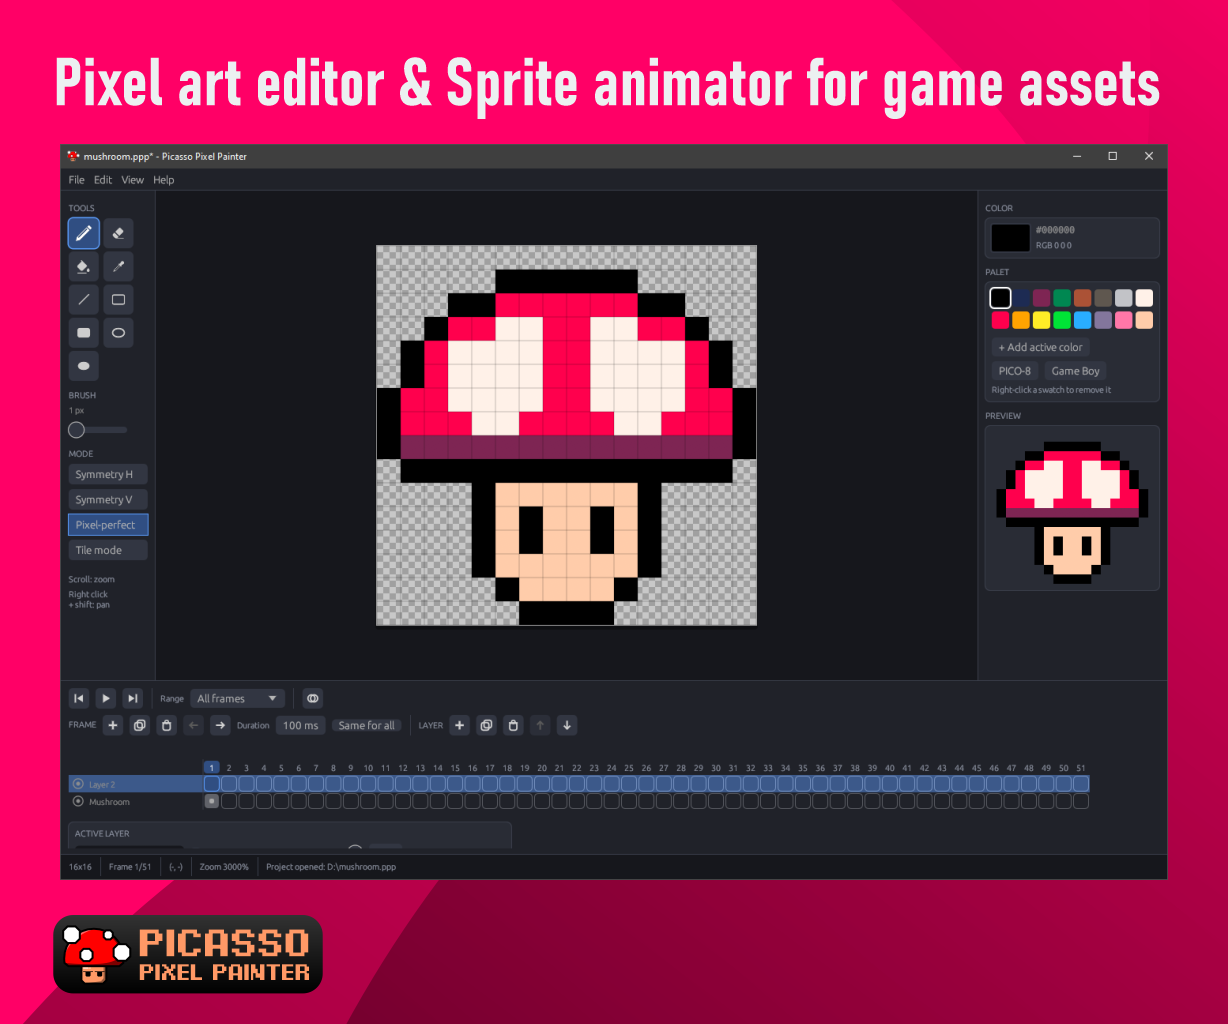 Pixel art editor & Sprite animator for game assets
mushroom.ppp* - Picasso Pixel Painter
File Edit View Help
TOOLS
BRUSH
1 px
MODE
Symmetry H
Symmetry V
Pixel-perfect
Tile mode
Scroll: zoom
Right click
+ shift: pan
COLOR
#000000
RGB 0 0 0
PALET
+ Add active color
PICO-8 Game Boy
Right-click a swatch to remove it
PREVIEW
Range All frames
FRAME Duration 100 ms Same for all LAYER
1 2 3 4 5 6 7 8 9 10 11 12 13 14 15 16 17 18 19 20 21 22 23 24 25 26 27 28 29 30 31 32 33 34 35 36 37 38 39 40 41 42 43 44 45 46 47 48 49 50 51
Layer 2
Mushroom
ACTIVE LAYER
16x16 Frame 1/51 (-, -) Zoom 3000% Project opened: D:\mushroom.ppp
PICASSO
PIXEL PAINTER